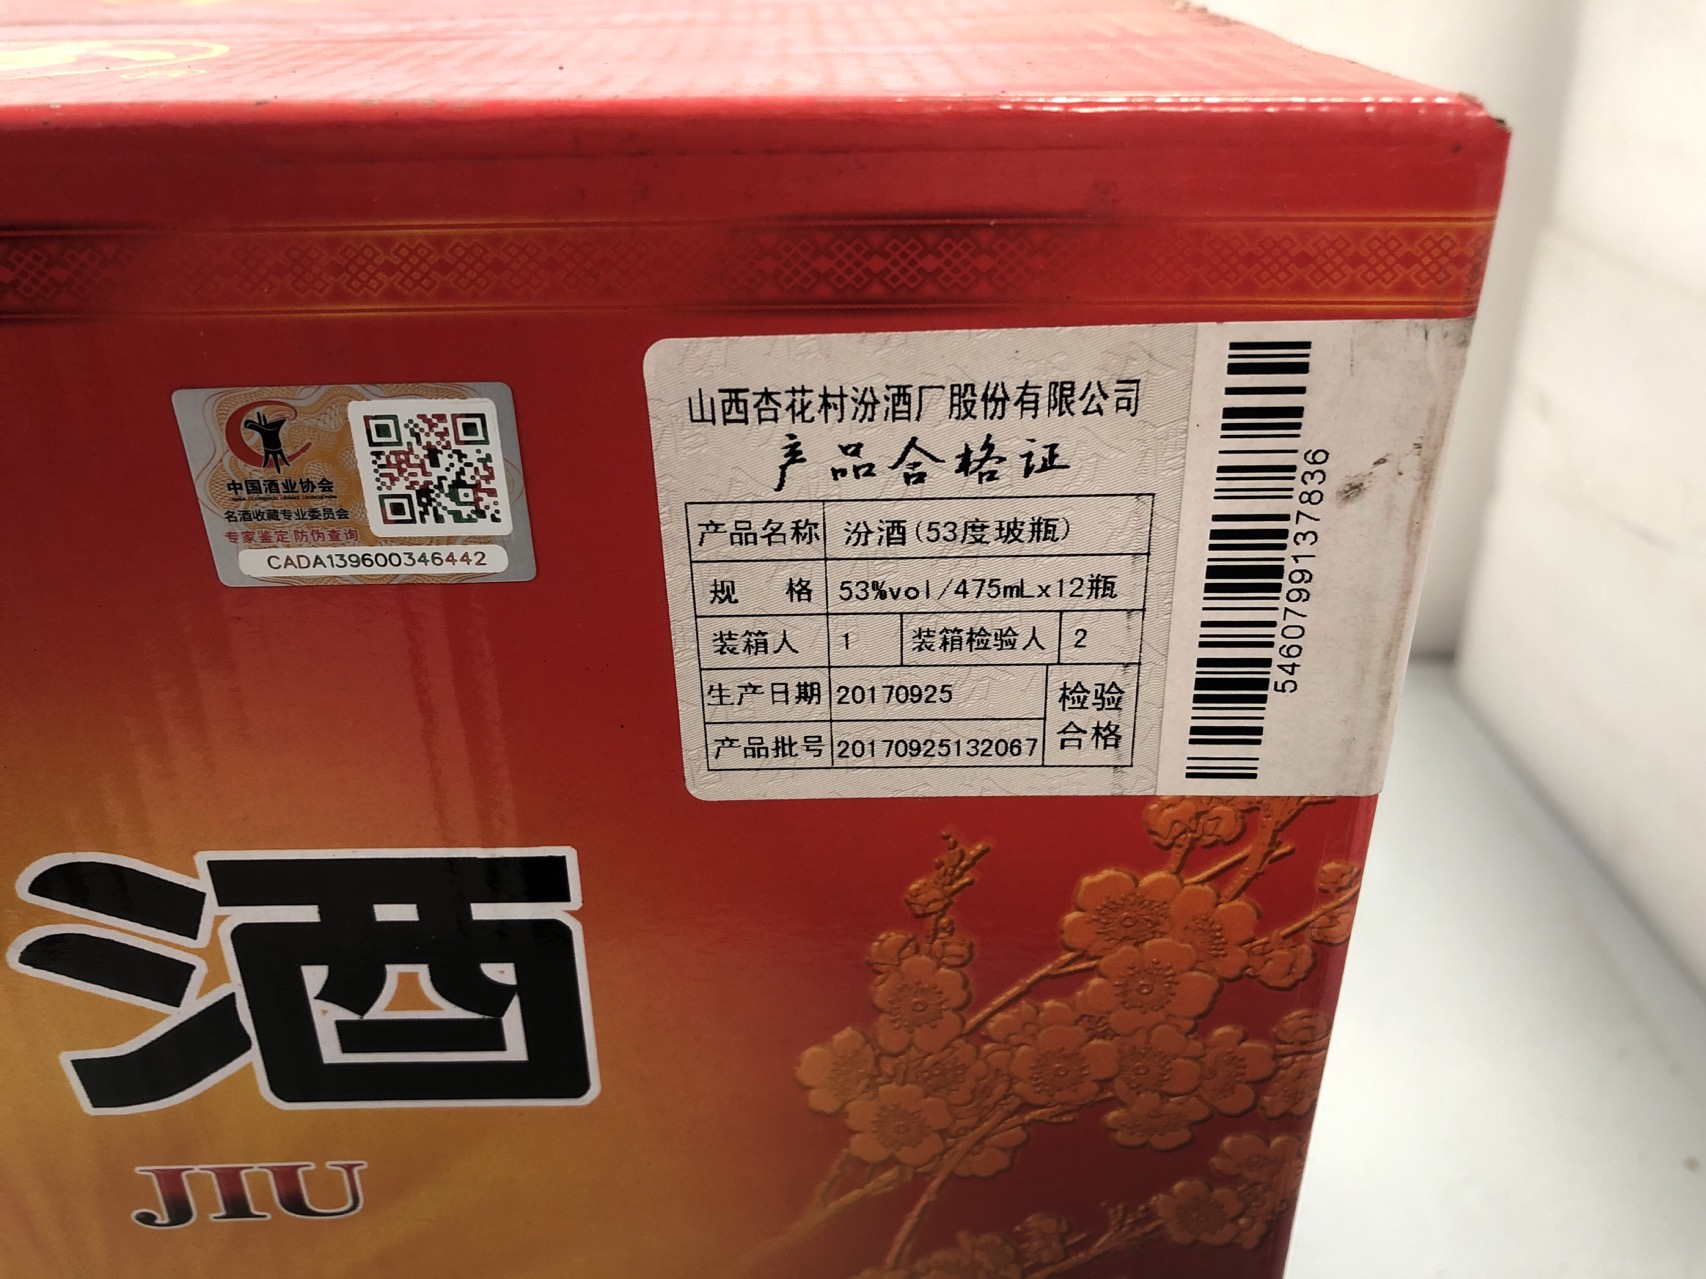 中国酒业协会
名酒收藏专业委员会
专家鉴定 防伪查询
CADA139600346442
山西杏花村汾酒厂股份有限公司
产品合格证
产品名称 汾酒(53度玻瓶)
规格 53%vol/475mLx12瓶
装箱人 1 装箱检验人 2
生产日期 20170925
产品批号 20170925132067
检验
合格
5460799137836
酒
JIU